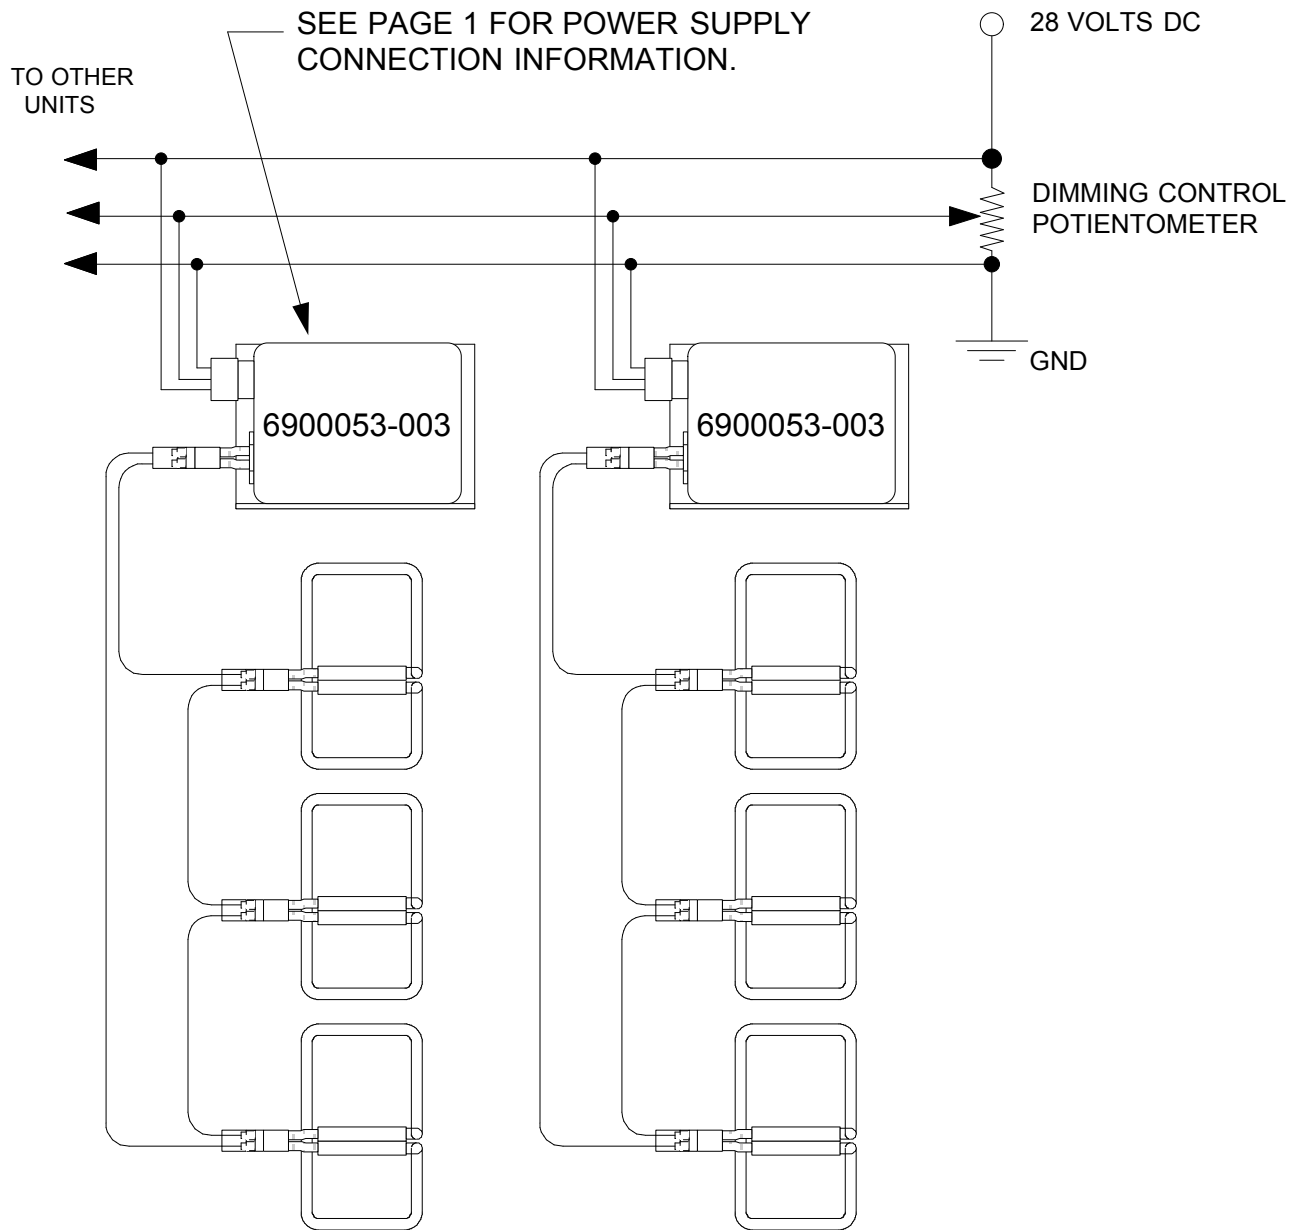 SEE PAGE 1 FOR POWER SUPPLY
CONNECTION INFORMATION.
28 VOLTS DC
TO OTHER
UNITS
DIMMING CONTROL
POTIENTOMETER
GND
6900053-003
6900053-003